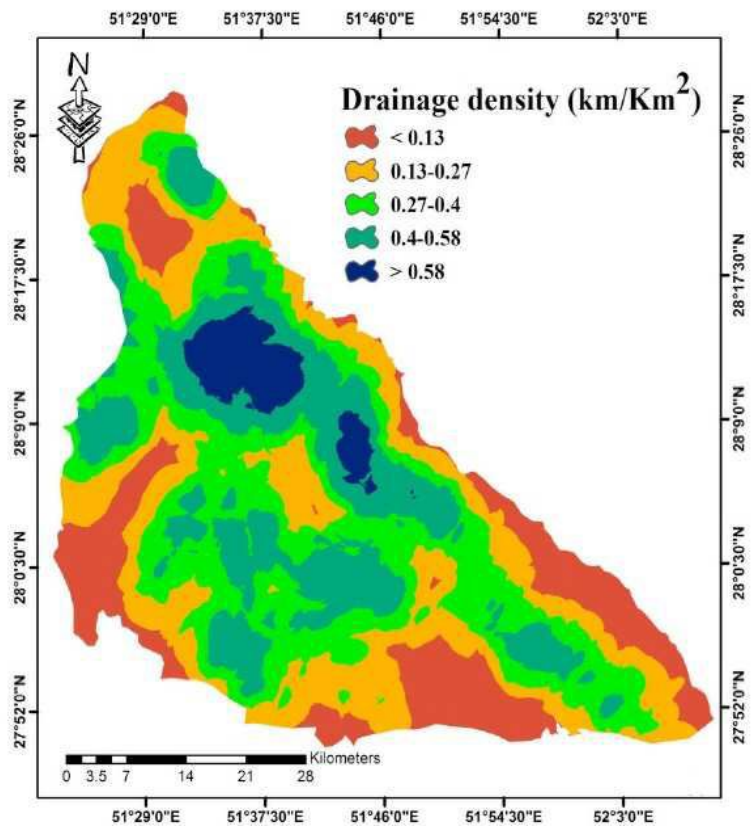 51°29'0"E 51°37'30"E 51°46'0"E 51°54'30"E 52°3'0"E
N
Drainage density (km/Km²)
< 0.13
0.13-0.27
0.27-0.4
0.4-0.58
> 0.58
28°26'0"N
28°17'30"N
28°9'0"N
28°0'30"N
27°52'0"N
28°26'0"N
28°17'30"N
28°9'0"N
28°0'30"N
27°52'0"N
Kilometers
0 3.5 7 14 21 28
51°29'0"E 51°37'30"E 51°46'0"E 51°54'30"E 52°3'0"E